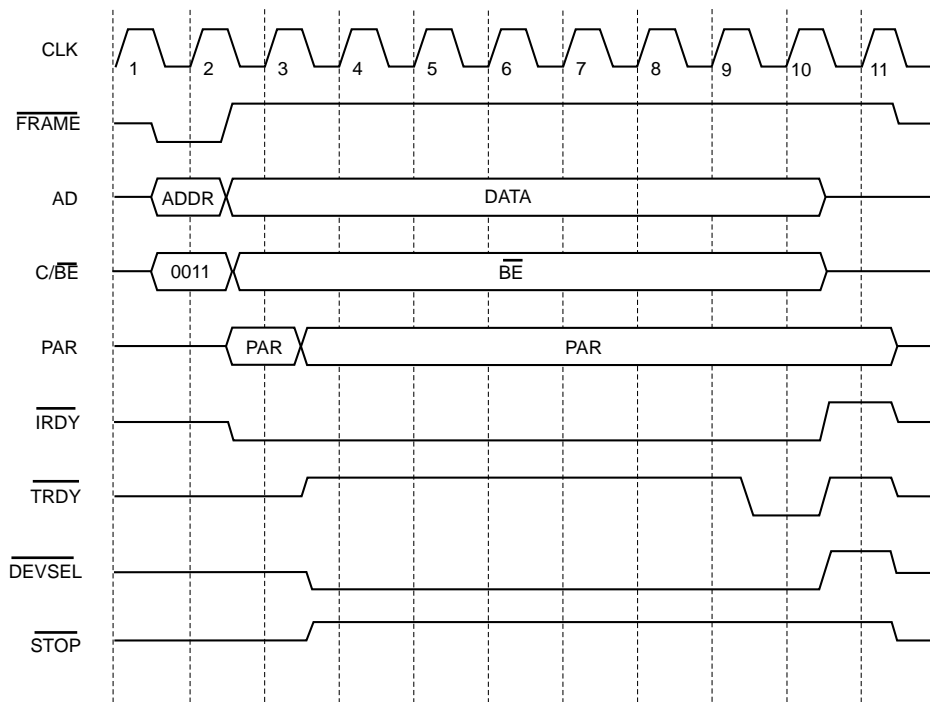 CLK
1 2 3 4 5 6 7 8 9 10 11
FRAME
AD
ADDR DATA
C/BE
0011 BE
PAR
PAR PAR
IRDY
TRDY
DEVSEL
STOP